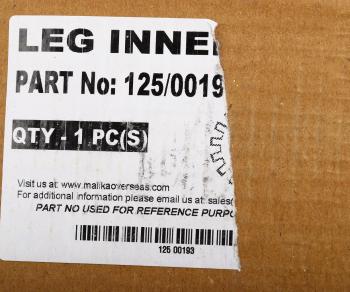 LEG INNE
PART No: 125/0019
QTY - 1 PC(S)
Visit us at: www.malikaoverseas.com
For additional information please email us at: sales(
PART NO USED FOR REFERENCE PURPO
125 00193